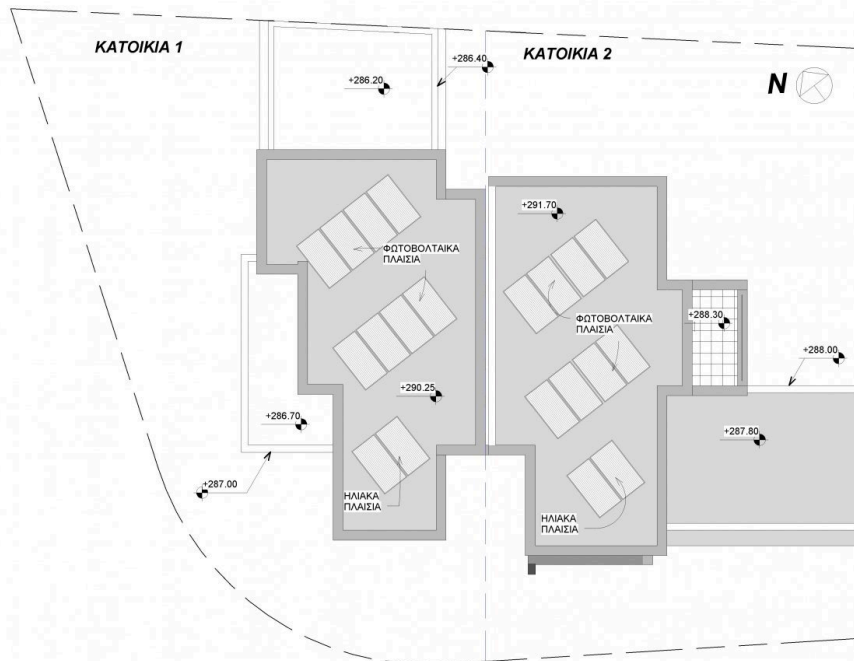 ΚΑΤΟΙΚΙΑ 1
+286.20
+286.40
ΚΑΤΟΙΚΙΑ 2
N
+291.70
ΦΩΤΟΒΟΛΤΑΙΚΑ
ΠΛΑΙΣΙΑ
ΦΩΤΟΒΟΛΤΑΙΚΑ
ΠΛΑΙΣΙΑ
+288.30
+288.00
+290.25
+286.70
+287.80
+287.00
ΗΛΙΑΚΑ
ΠΛΑΙΣΙΑ
ΗΛΙΑΚΑ
ΠΛΑΙΣΙΑ